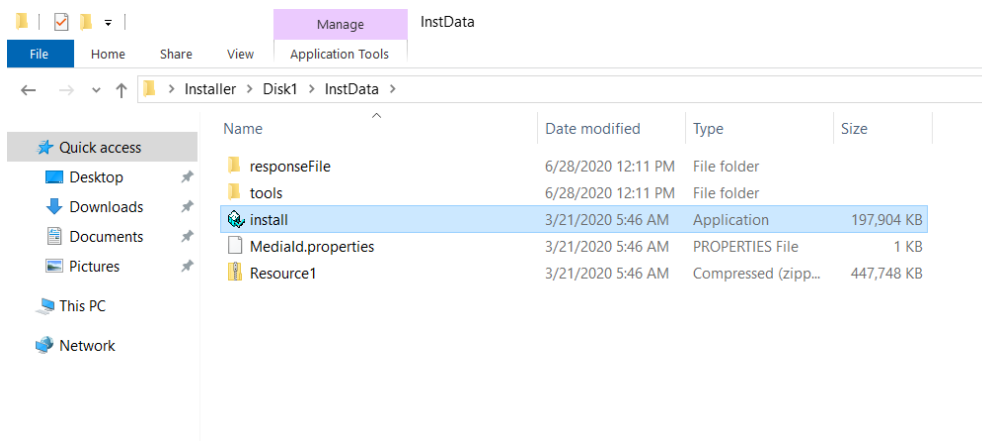 Manage InstData
File Home Share View Application Tools
Installer > Disk1 > InstData >
Name Date modified Type Size
Quick access
Desktop
Downloads
Documents
Pictures
This PC
Network
responseFile 6/28/2020 12:11 PM File folder
tools 6/28/2020 12:11 PM File folder
install 3/21/2020 5:46 AM Application 197,904 KB
MediaId.properties 3/21/2020 5:46 AM PROPERTIES File 1 KB
Resource1 3/21/2020 5:46 AM Compressed (zipp... 447,748 KB